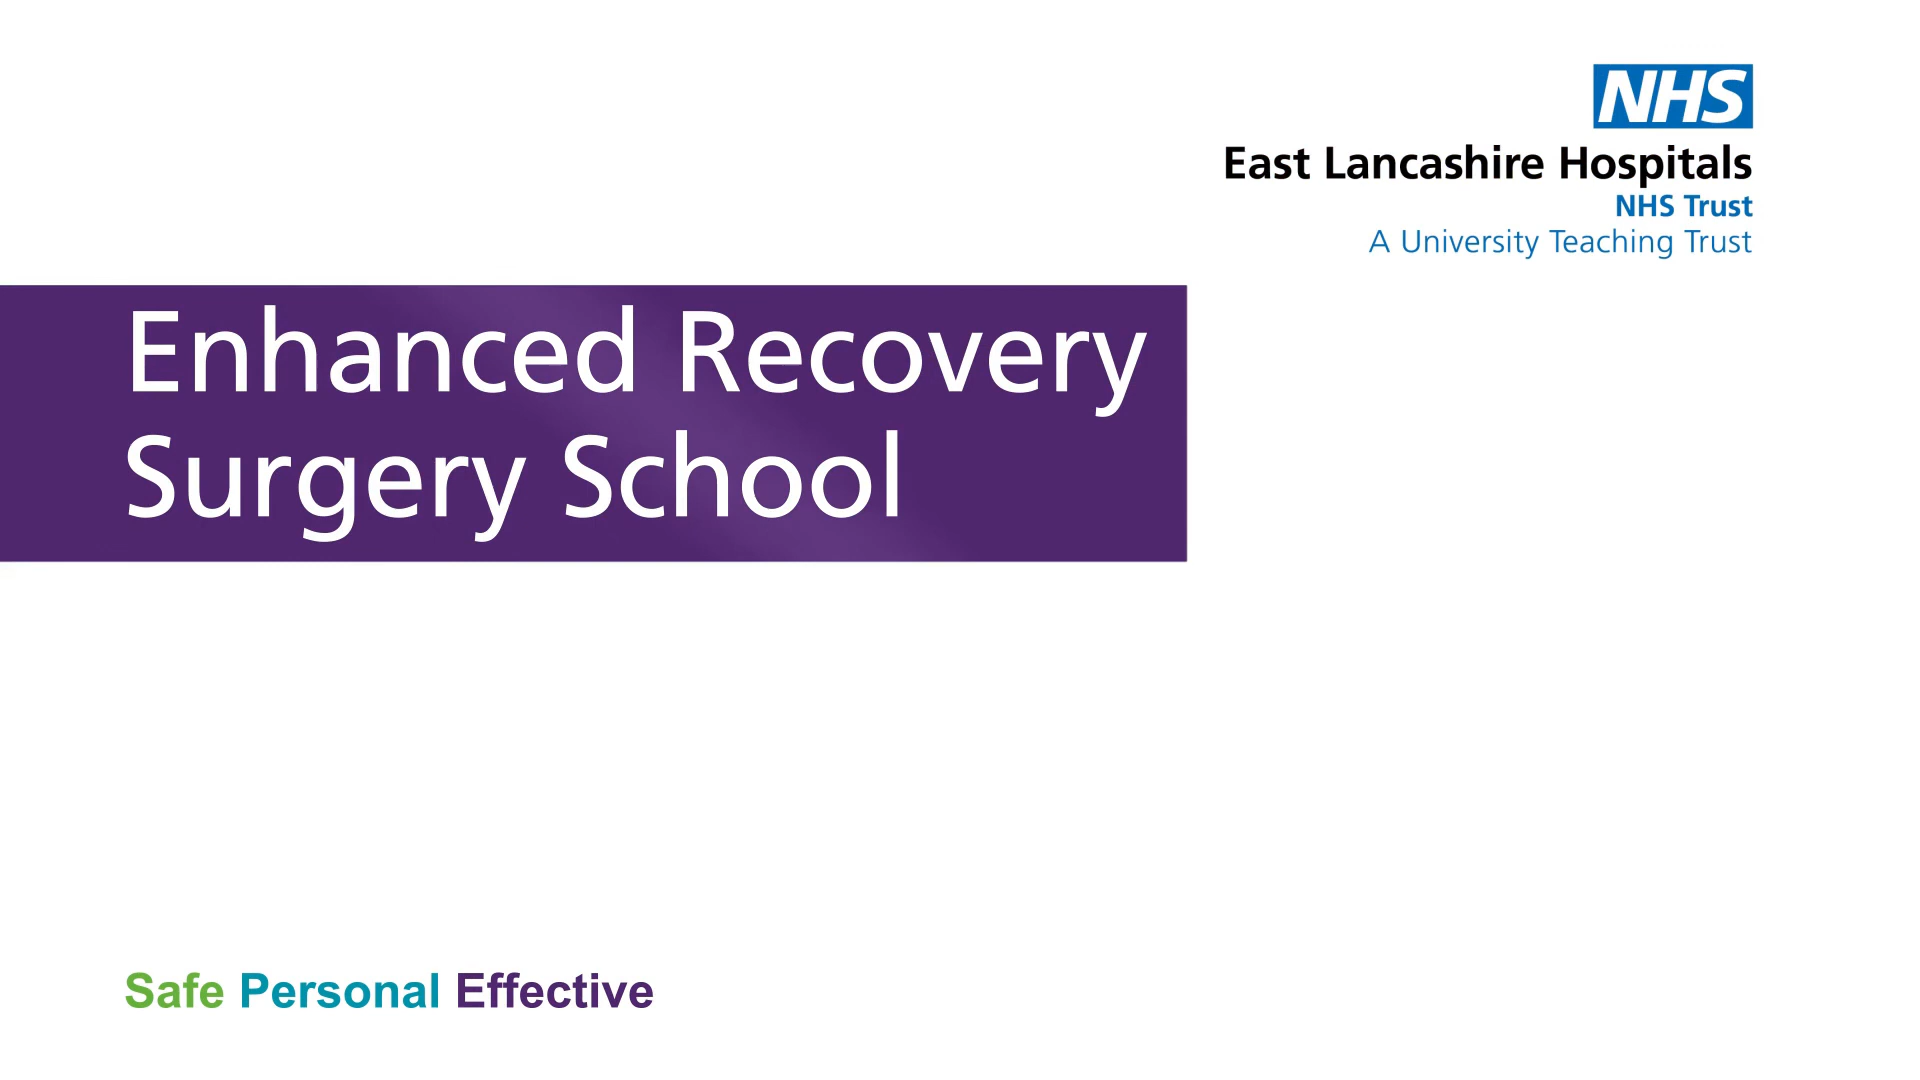 NHS
East Lancashire Hospitals
NHS Trust
A University Teaching Trust
Enhanced Recovery
Surgery School
Safe Personal Effective